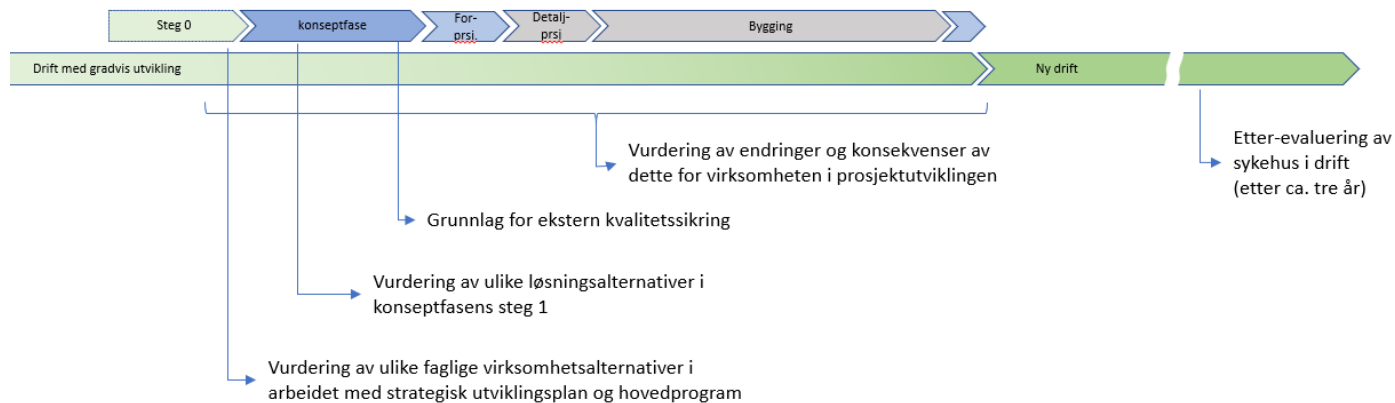 Steg 0
konseptfase
For-
prsj.
Detalj-
prsj
Bygging
Drift med gradvis utvikling
Ny drift
Vurdering av endringer og konsekvenser av
dette for virksomheten i prosjektutviklingen
Etter-evaluering av
sykehus i drift
(etter ca. tre år)
Grunnlag for ekstern kvalitetssikring
Vurdering av ulike løsningsalternativer i
konseptfasens steg 1
Vurdering av ulike faglige virksomhetsalternativer i
arbeidet med strategisk utviklingsplan og hovedprogram